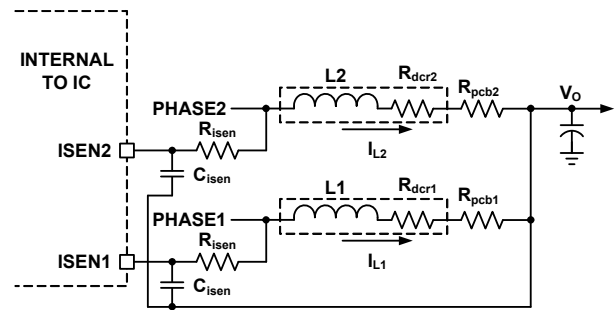 INTERNAL
TO IC
L2
Rdcr2
Rpcb2
VO
PHASE2
Risen
IL2
ISEN2
Cisen
L1
Rdcr1
Rpcb1
PHASE1
Risen
IL1
ISEN1
Cisen